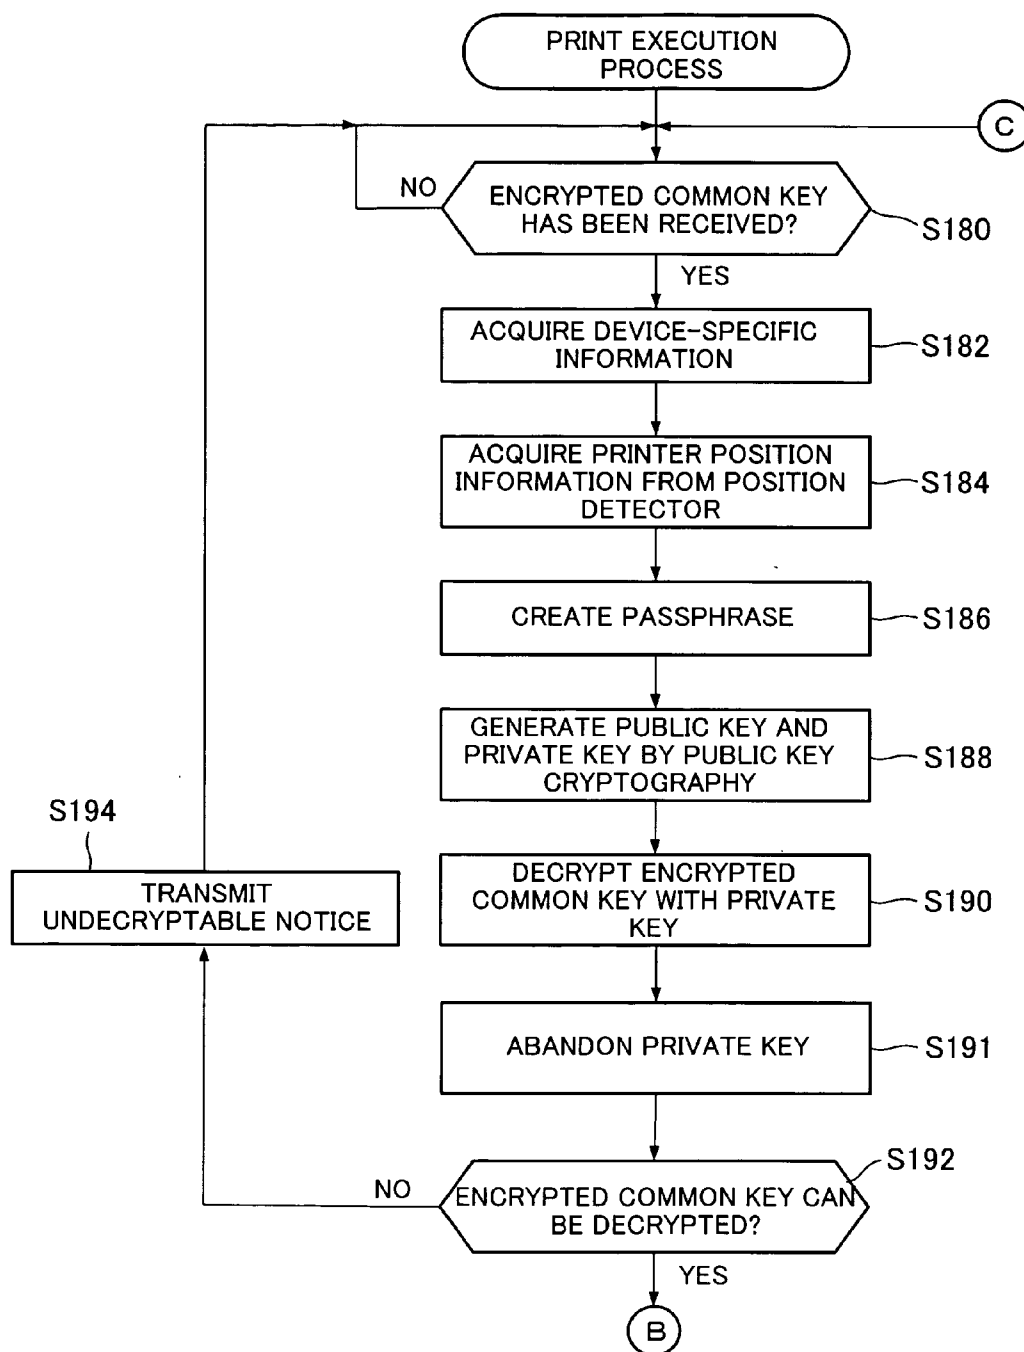 PRINT EXECUTION
PROCESS
C
NO
ENCRYPTED COMMON KEY
HAS BEEN RECEIVED?
S180
YES
ACQUIRE DEVICE-SPECIFIC
INFORMATION
S182
ACQUIRE PRINTER POSITION
INFORMATION FROM POSITION
DETECTOR
S184
CREATE PASSPHRASE
S186
GENERATE PUBLIC KEY AND
PRIVATE KEY BY PUBLIC KEY
CRYPTOGRAPHY
S188
S194
TRANSMIT
UNDECRYPTABLE NOTICE
DECRYPT ENCRYPTED
COMMON KEY WITH PRIVATE
KEY
S190
ABANDON PRIVATE KEY
S191
S192
NO
ENCRYPTED COMMON KEY CAN
BE DECRYPTED?
YES
B